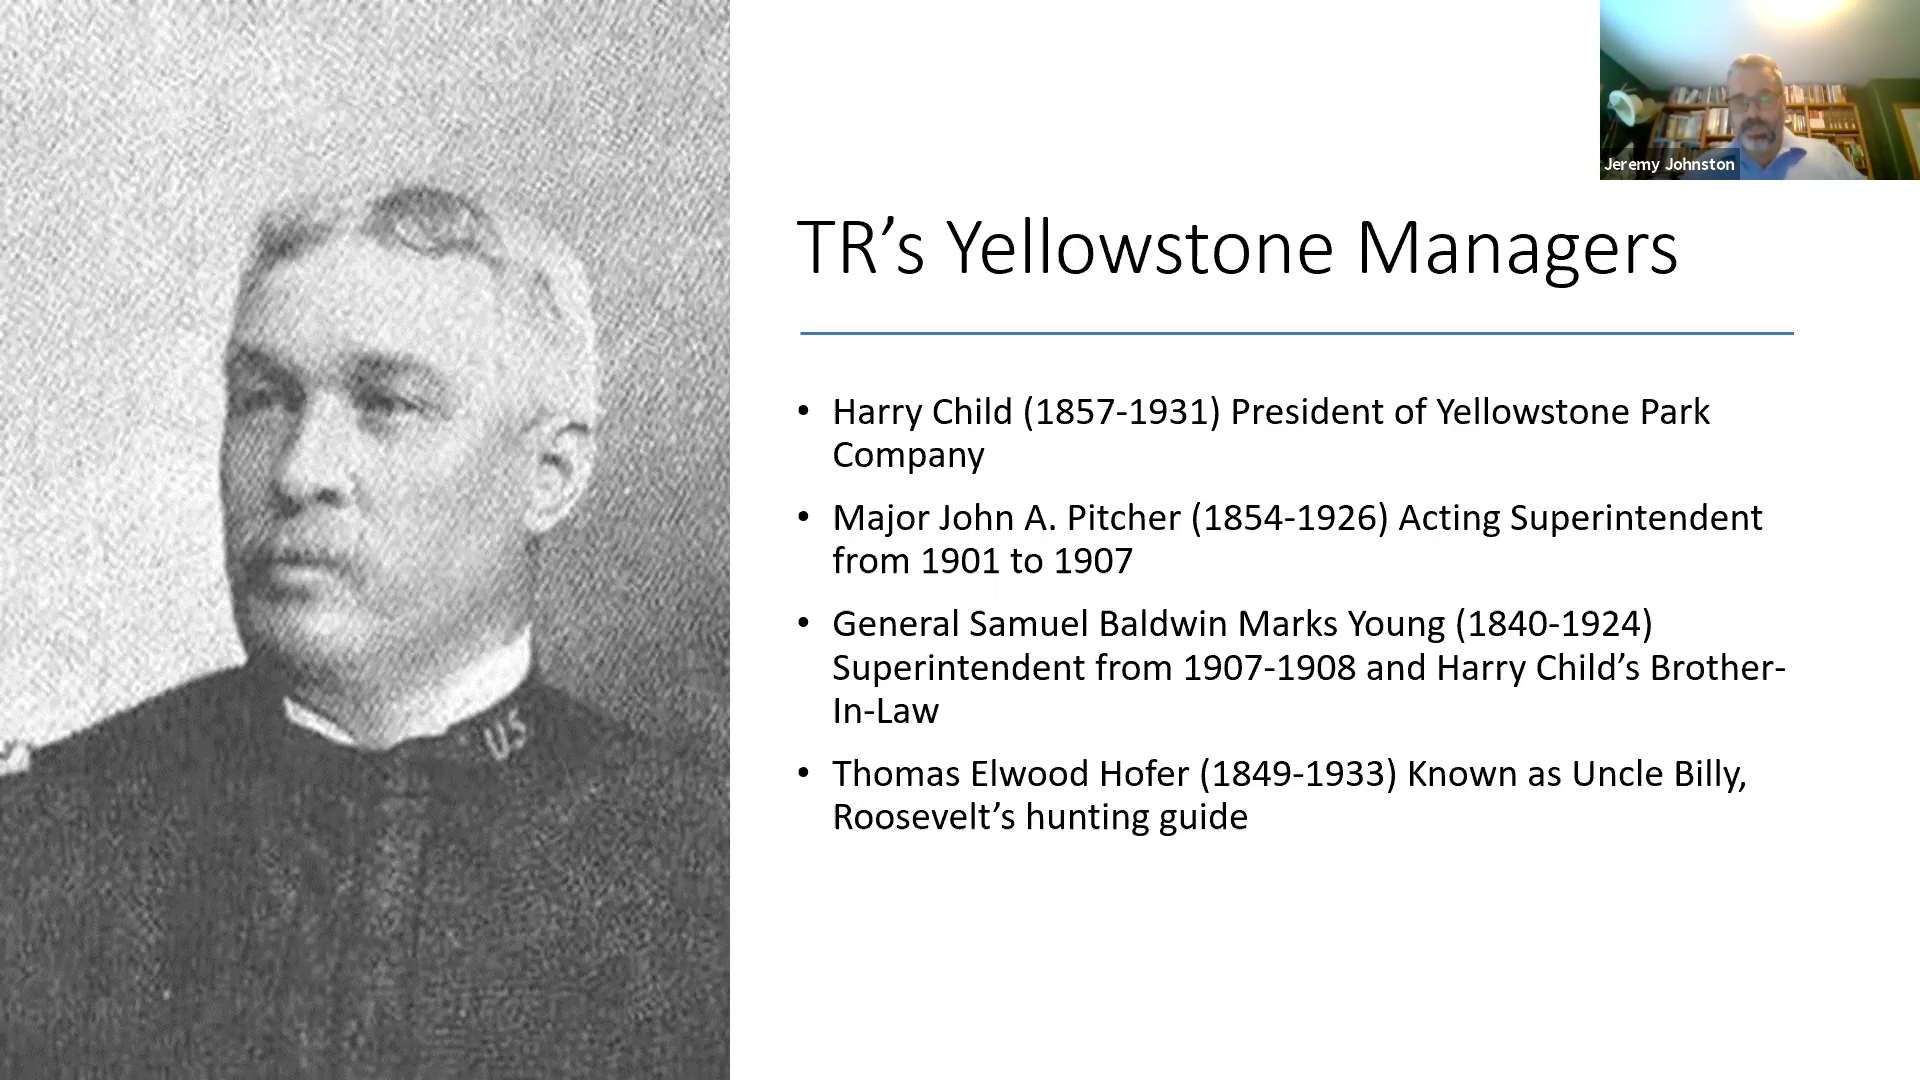 Jeremy Johnston
TR’s Yellowstone Managers
• Harry Child (1857-1931) President of Yellowstone Park
Company
• Major John A. Pitcher (1854-1926) Acting Superintendent
from 1901 to 1907
• General Samuel Baldwin Marks Young (1840-1924)
Superintendent from 1907-1908 and Harry Child’s Brother-
In-Law
• Thomas Elwood Hofer (1849-1933) Known as Uncle Billy,
Roosevelt’s hunting guide
US